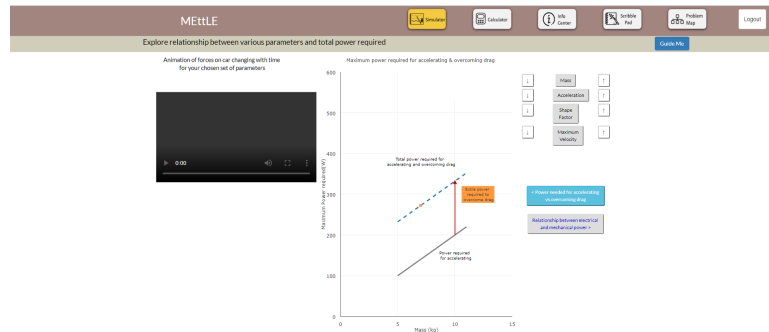 MEttLE
Simulator
Calculator
Info
Center
Scribble
Pad
Problem
Map
Logout
Explore relationship between various parameters and total power required
Guide Me
Animation of forces on car changing with time
for your chosen set of parameters
0:00
Maximum power required for accelerating & overcoming drag
Maximum Power required(W)
600
500
400
300
200
100
0
Total power required for
accelerating and overcoming drag
Extra power
required to
overcome drag
Power required
for accelerating
0
5
10
15
Mass (kg)
↓ Mass ↑
↓ Acceleration ↑
↓ Shape
Factor ↑
↓ Maximum
Velocity ↑
< Power needed for accelerating
vs overcoming drag
Relationship between electrical
and mechanical power >